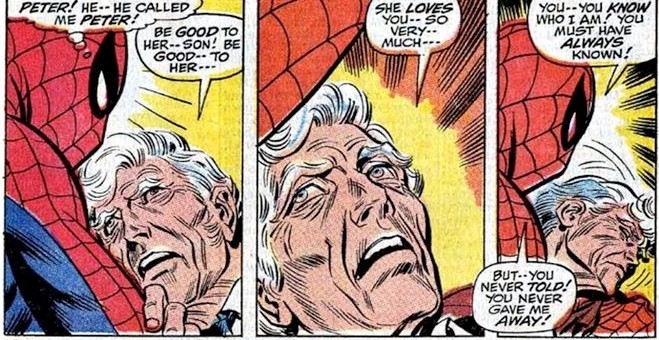 PETER! HE-- HE CALLED
ME PETER!
BE GOOD TO
HER--SON! BE
GOOD-- TO
HER---
SHE LOVES
YOU-- SO
VERY--
MUCH---
YOU--YOU KNOW
WHO I AM! YOU
MUST HAVE
ALWAYS
KNOWN!
BUT--YOU
NEVER TOLD!
YOU NEVER
GAVE ME
AWAY!